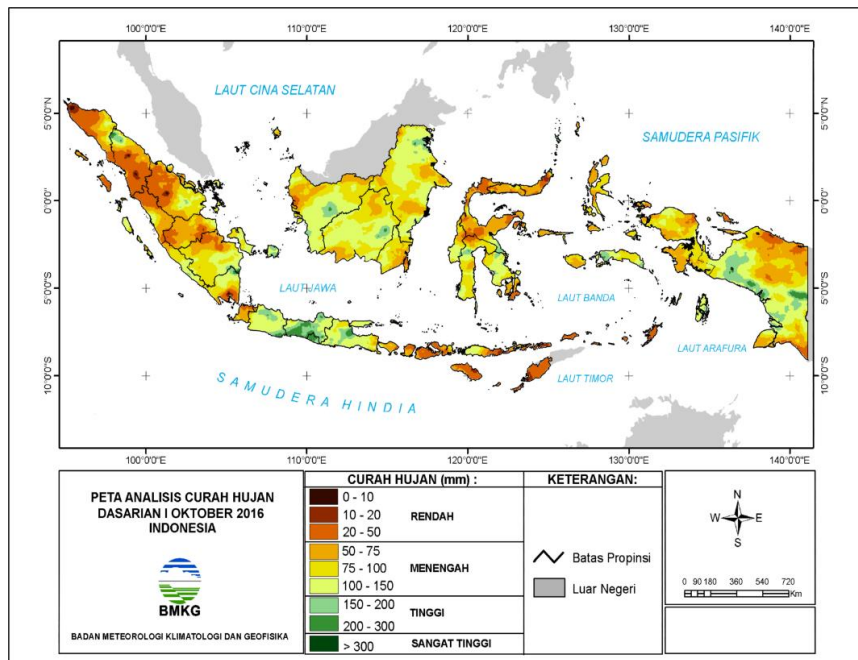 100°0'0"E 110°0'0"E 120°0'0"E 130°0'0"E 140°0'0"E
LAUT CINA SELATAN
5°0'0"N 5°0'0"N
SAMUDERA PASIFIK
0°0'0" 0°0'0"
LAUT JAWA
LAUT BANDA
5°0'0"S 5°0'0"S
LAUT ARAFURA
SAMUDERA HINDIA
LAUT TIMOR
10°0'0"S 10°0'0"S
100°0'0"E 110°0'0"E 120°0'0"E 130°0'0"E 140°0'0"E
PETA ANALISIS CURAH HUJAN
DASARIAN I OKTOBER 2016
INDONESIA
BMKG
BADAN METEOROLOGI KLIMATOLOGI DAN GEOFISIKA
CURAH HUJAN (mm) :
0 - 10
10 - 20
RENDAH
20 - 50
50 - 75
75 - 100
MENENGAH
100 - 150
150 - 200
TINGGI
200 - 300
> 300
SANGAT TINGGI
KETERANGAN:
Batas Propinsi
Luar Negeri
N
W E
S
0 90 180 360 540 720
Km